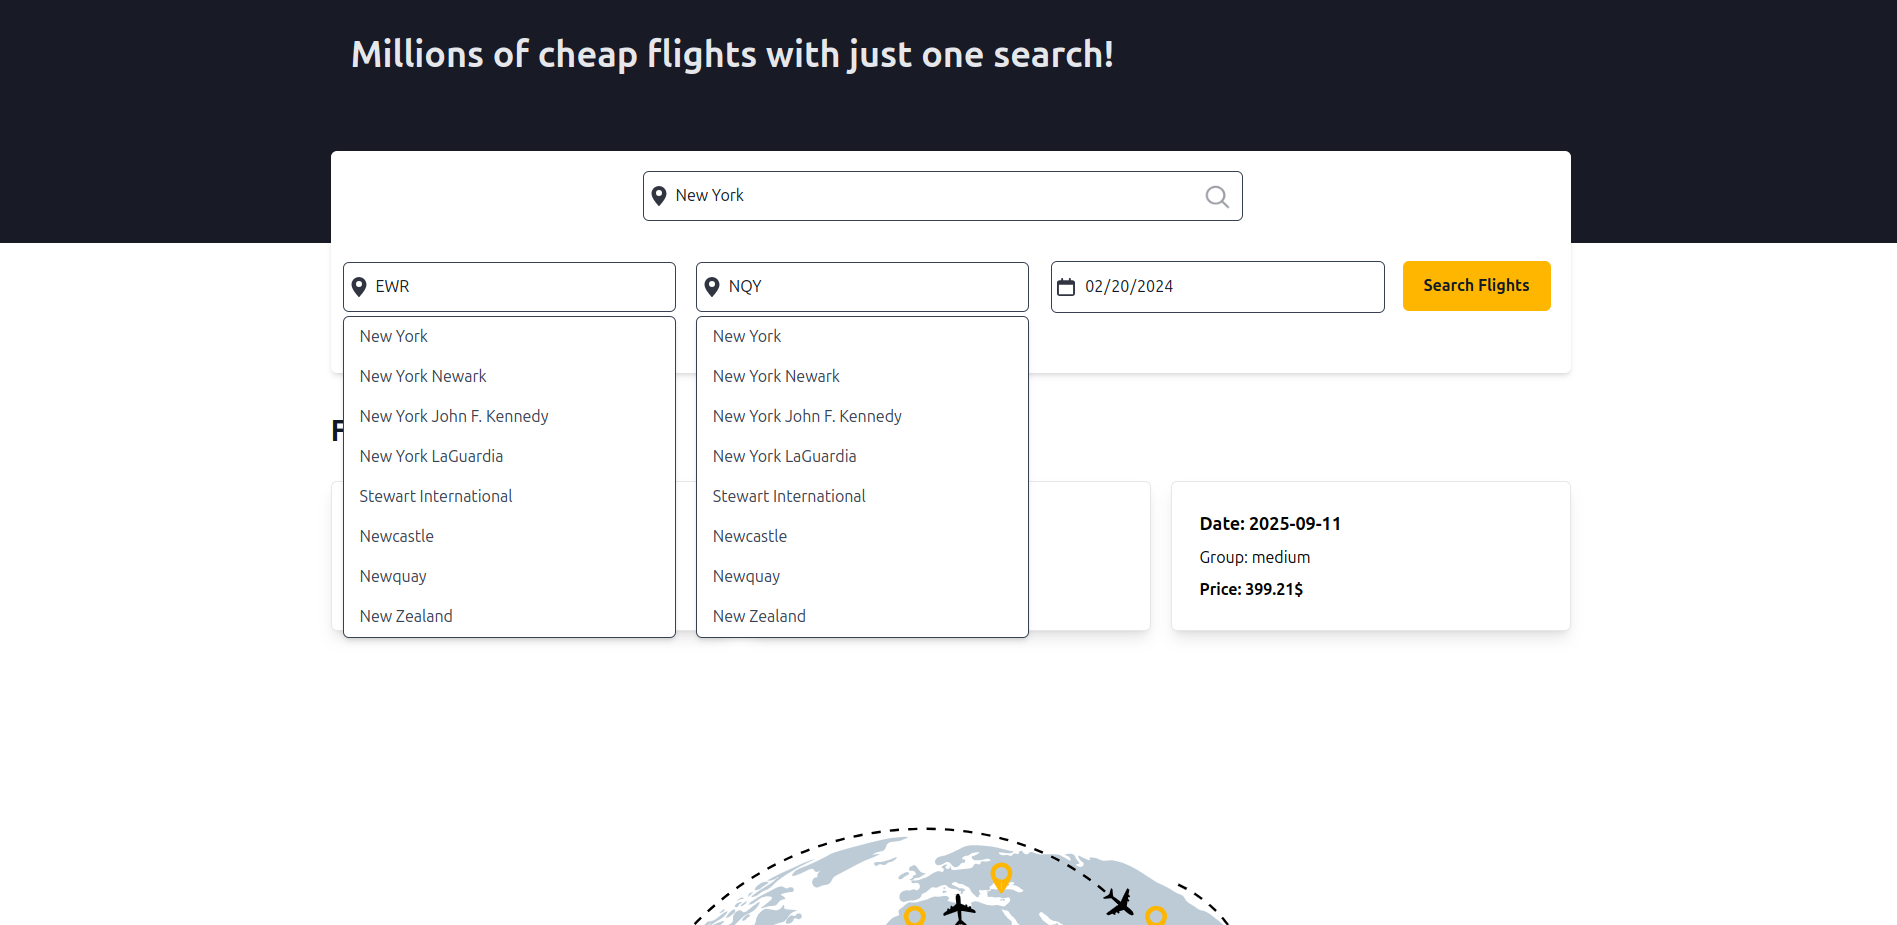 Millions of cheap flights with just one search!
New York
EWR
NQY
02/20/2024
Search Flights
New York
New York Newark
New York John F. Kennedy
New York LaGuardia
Stewart International
Newcastle
Newquay
New Zealand
New York
New York Newark
New York John F. Kennedy
New York LaGuardia
Stewart International
Newcastle
Newquay
New Zealand
Date: 2025-09-11
Group: medium
Price: 399.21$